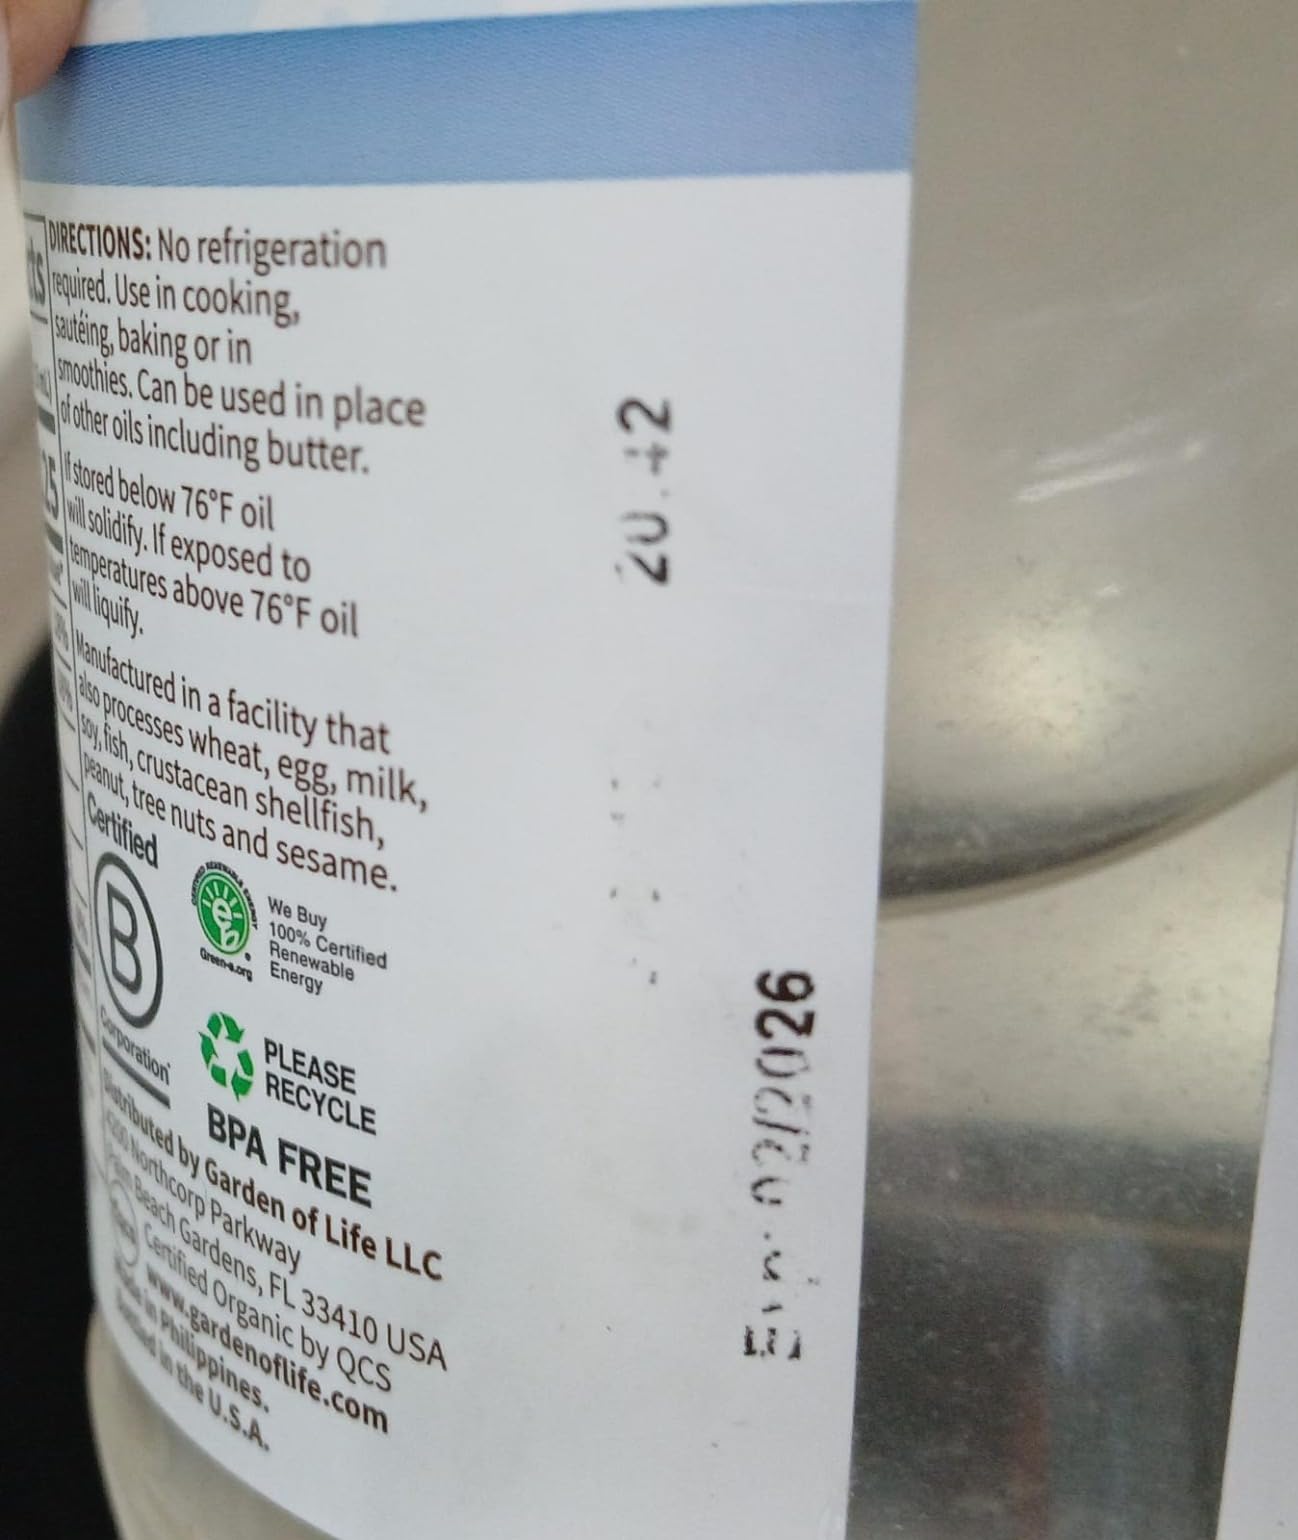 DIRECTIONS: No refrigeration
required. Use in cooking,
sautéing, baking or in
smoothies. Can be used in place
of other oils including butter.
If stored below 76°F oil
will solidify. If exposed to
temperatures above 76°F oil
will liquify.
Manufactured in a facility that
also processes wheat, egg, milk,
soy, fish, crustacean shellfish,
peanut, tree nuts and sesame.
Certified
B
Corporation
Green-e.org
We Buy
100% Certified
Renewable
Energy
PLEASE
RECYCLE
BPA FREE
Distributed by Garden of Life LLC
4200 Northcorp Parkway
Palm Beach Gardens, FL 33410 USA
Certified Organic by QCS
www.gardenoflife.com
Made in Philippines.
Bottled in the U.S.A.
cts
25
20:42